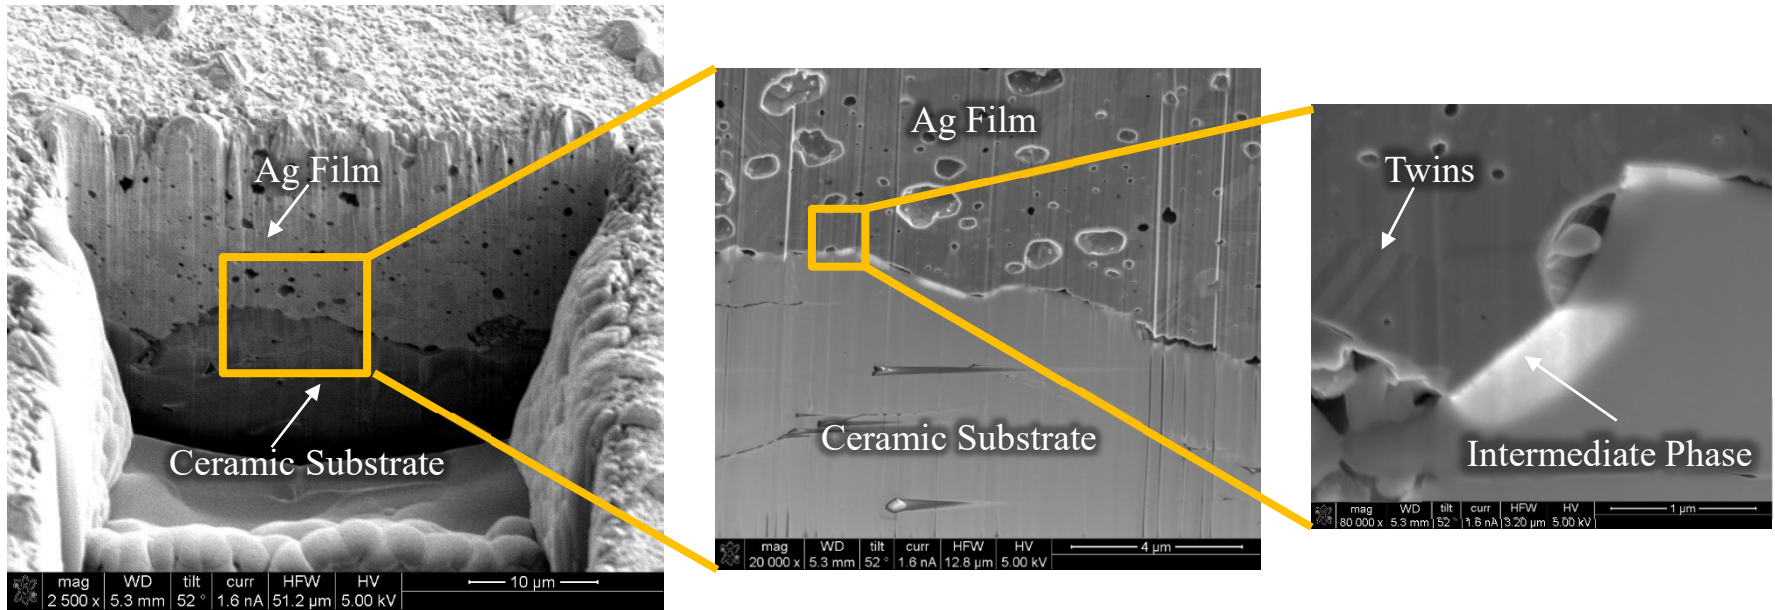 Ag Film
Ceramic Substrate
mag WD tilt curr HFW HV
2 500 x 5.3 mm 52 ° 1.6 nA 51.2 µm 5.00 kV
10 µm
Ag Film
Ceramic Substrate
mag WD tilt curr HFW HV
20 000 x 5.3 mm 52 ° 1.6 nA 12.8 µm 5.00 kV
4 µm
Twins
Intermediate Phase
mag WD tilt curr HFW HV
80 000 x 5.3 mm 52 ° 1.6 nA 3.20 µm 5.00 kV
1 µm